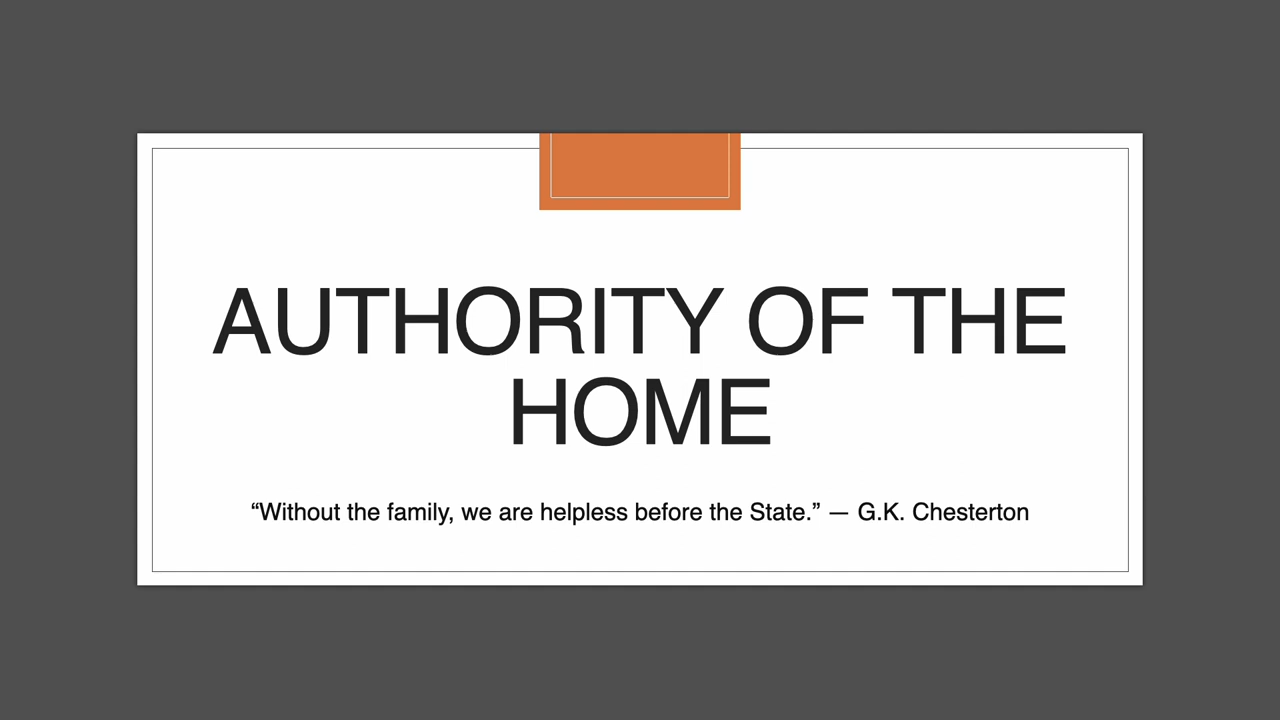 AUTHORITY OF THE
HOME
“Without the family, we are helpless before the State.” — G.K. Chesterton